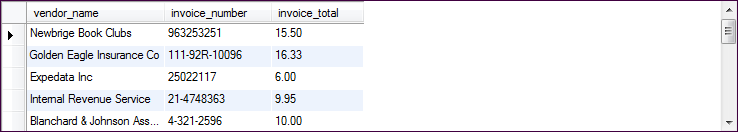 vendor_name invoice_number invoice_total
Newbrige Book Clubs 963253251 15.50
Golden Eagle Insurance Co 111-92R-10096 16.33
Expedata Inc 25022117 6.00
Internal Revenue Service 21-4748363 9.95
Blanchard & Johnson Ass... 4-321-2596 10.00